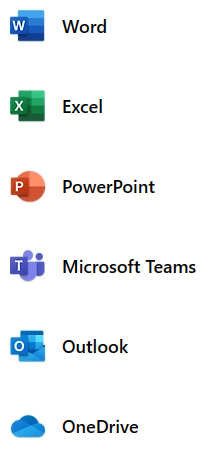 W Word
X Excel
P PowerPoint
T Microsoft Teams
O Outlook
OneDrive